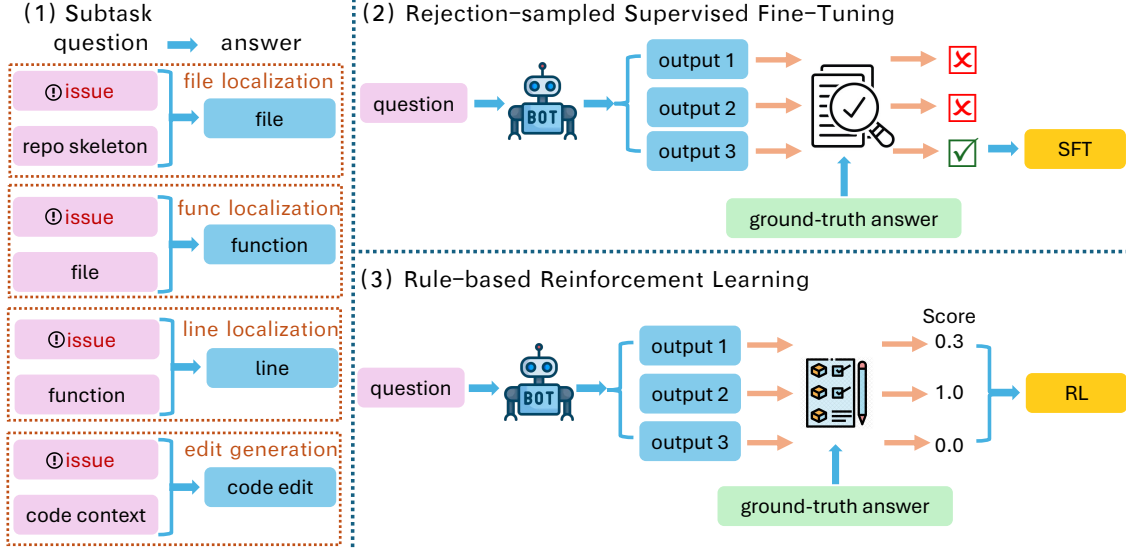 (1) Subtask
question answer
file localization
issue
file
repo skeleton
func localization
issue
function
file
line localization
issue
line
function
edit generation
issue
code edit
code context
(2) Rejection-sampled Supervised Fine-Tuning
question
BOT
output 1
output 2
output 3
SFT
ground-truth answer
(3) Rule-based Reinforcement Learning
question
BOT
output 1
output 2
output 3
Score
0.3
1.0
0.0
RL
ground-truth answer